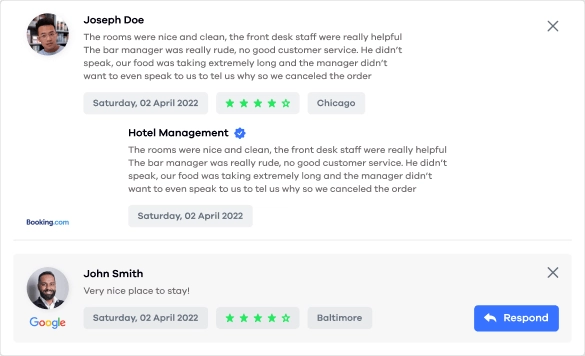 Joseph Doe
The rooms were nice and clean, the front desk staff were really helpful
The bar manager was really rude, no good customer service. He didn't
speak, our food was taking extremely long and the manager didn't
want to even speak to us to tel us why so we canceled the order
Saturday, 02 April 2022
Chicago
Hotel Management
The rooms were nice and clean, the front desk staff were really helpful
The bar manager was really rude, no good customer service. He didn't
speak, our food was taking extremely long and the manager didn't
want to even speak to us to tel us why so we canceled the order
Booking.com
Saturday, 02 April 2022
John Smith
Very nice place to stay!
Google
Saturday, 02 April 2022
Baltimore
Respond